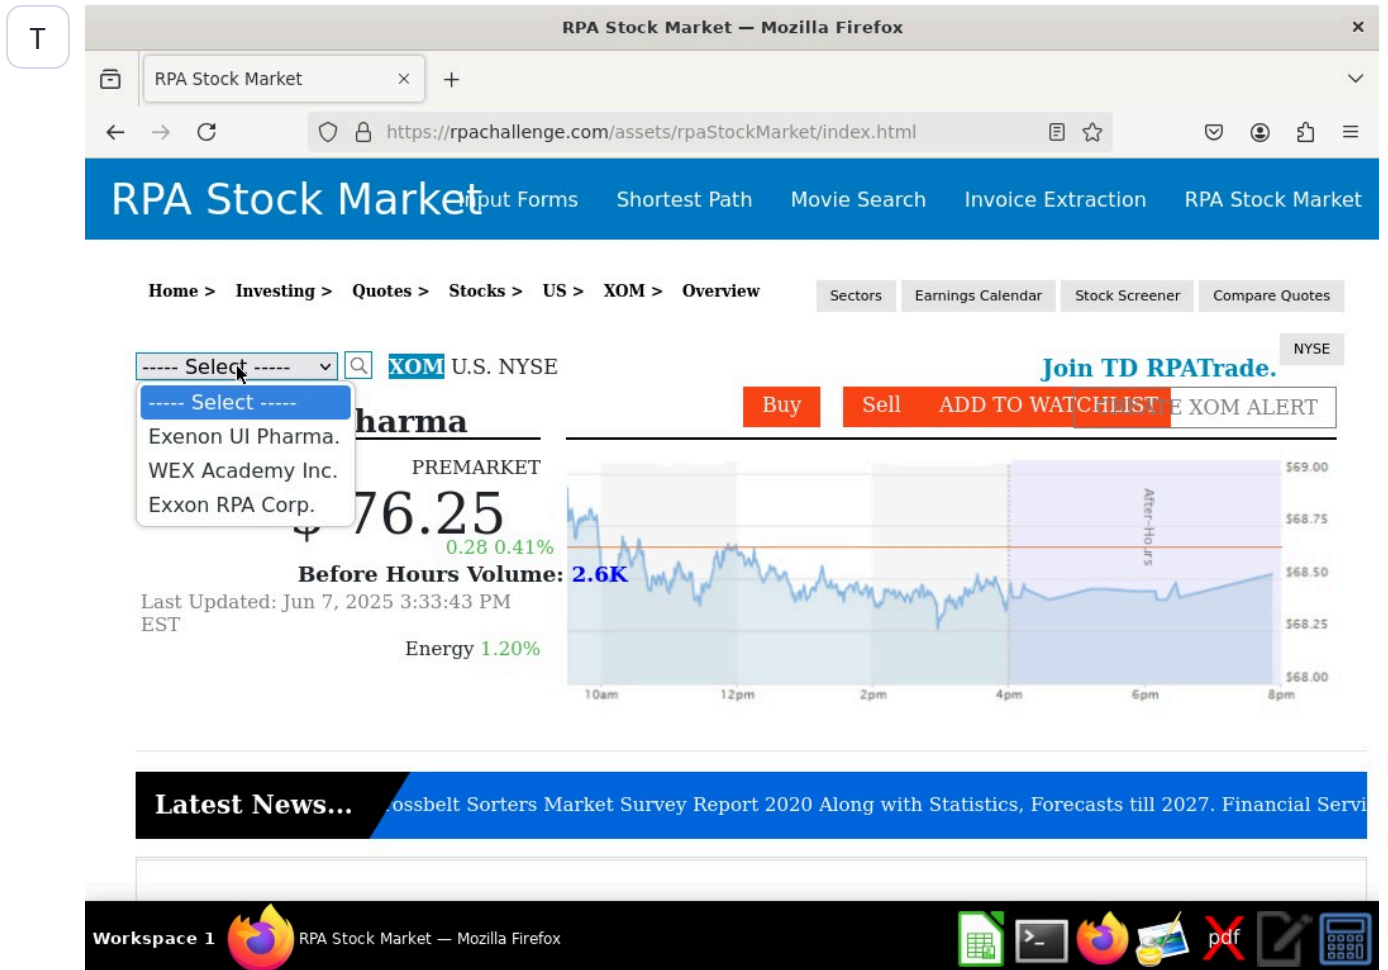 T
RPA Stock Market — Mozilla Firefox
RPA Stock Market
https://rpachallenge.com/assets/rpaStockMarket/index.html
RPA Stock Market
Input Forms
Shortest Path
Movie Search
Invoice Extraction
RPA Stock Market
Home > Investing > Quotes > Stocks > US > XOM > Overview
Sectors
Earnings Calendar
Stock Screener
Compare Quotes
NYSE
----- Select -----
XOM U.S. NYSE
Join TD RPATrade.
----- Select -----
Exenon UI Pharma.
WEX Academy Inc.
Exxon RPA Corp.
Buy
Sell
ADD TO WATCHLIST
CREATE XOM ALERT
harma
PREMARKET
$ 76.25
0.28 0.41%
Before Hours Volume: 2.6K
Last Updated: Jun 7, 2025 3:33:43 PM
EST
Energy 1.20%
After-Hours
$69.00
$68.75
$68.50
$68.25
$68.00
10am
12pm
2pm
4pm
6pm
8pm
Latest News...
ossbelt Sorters Market Survey Report 2020 Along with Statistics, Forecasts till 2027. Financial Servi
Workspace 1
RPA Stock Market — Mozilla Firefox
pdf